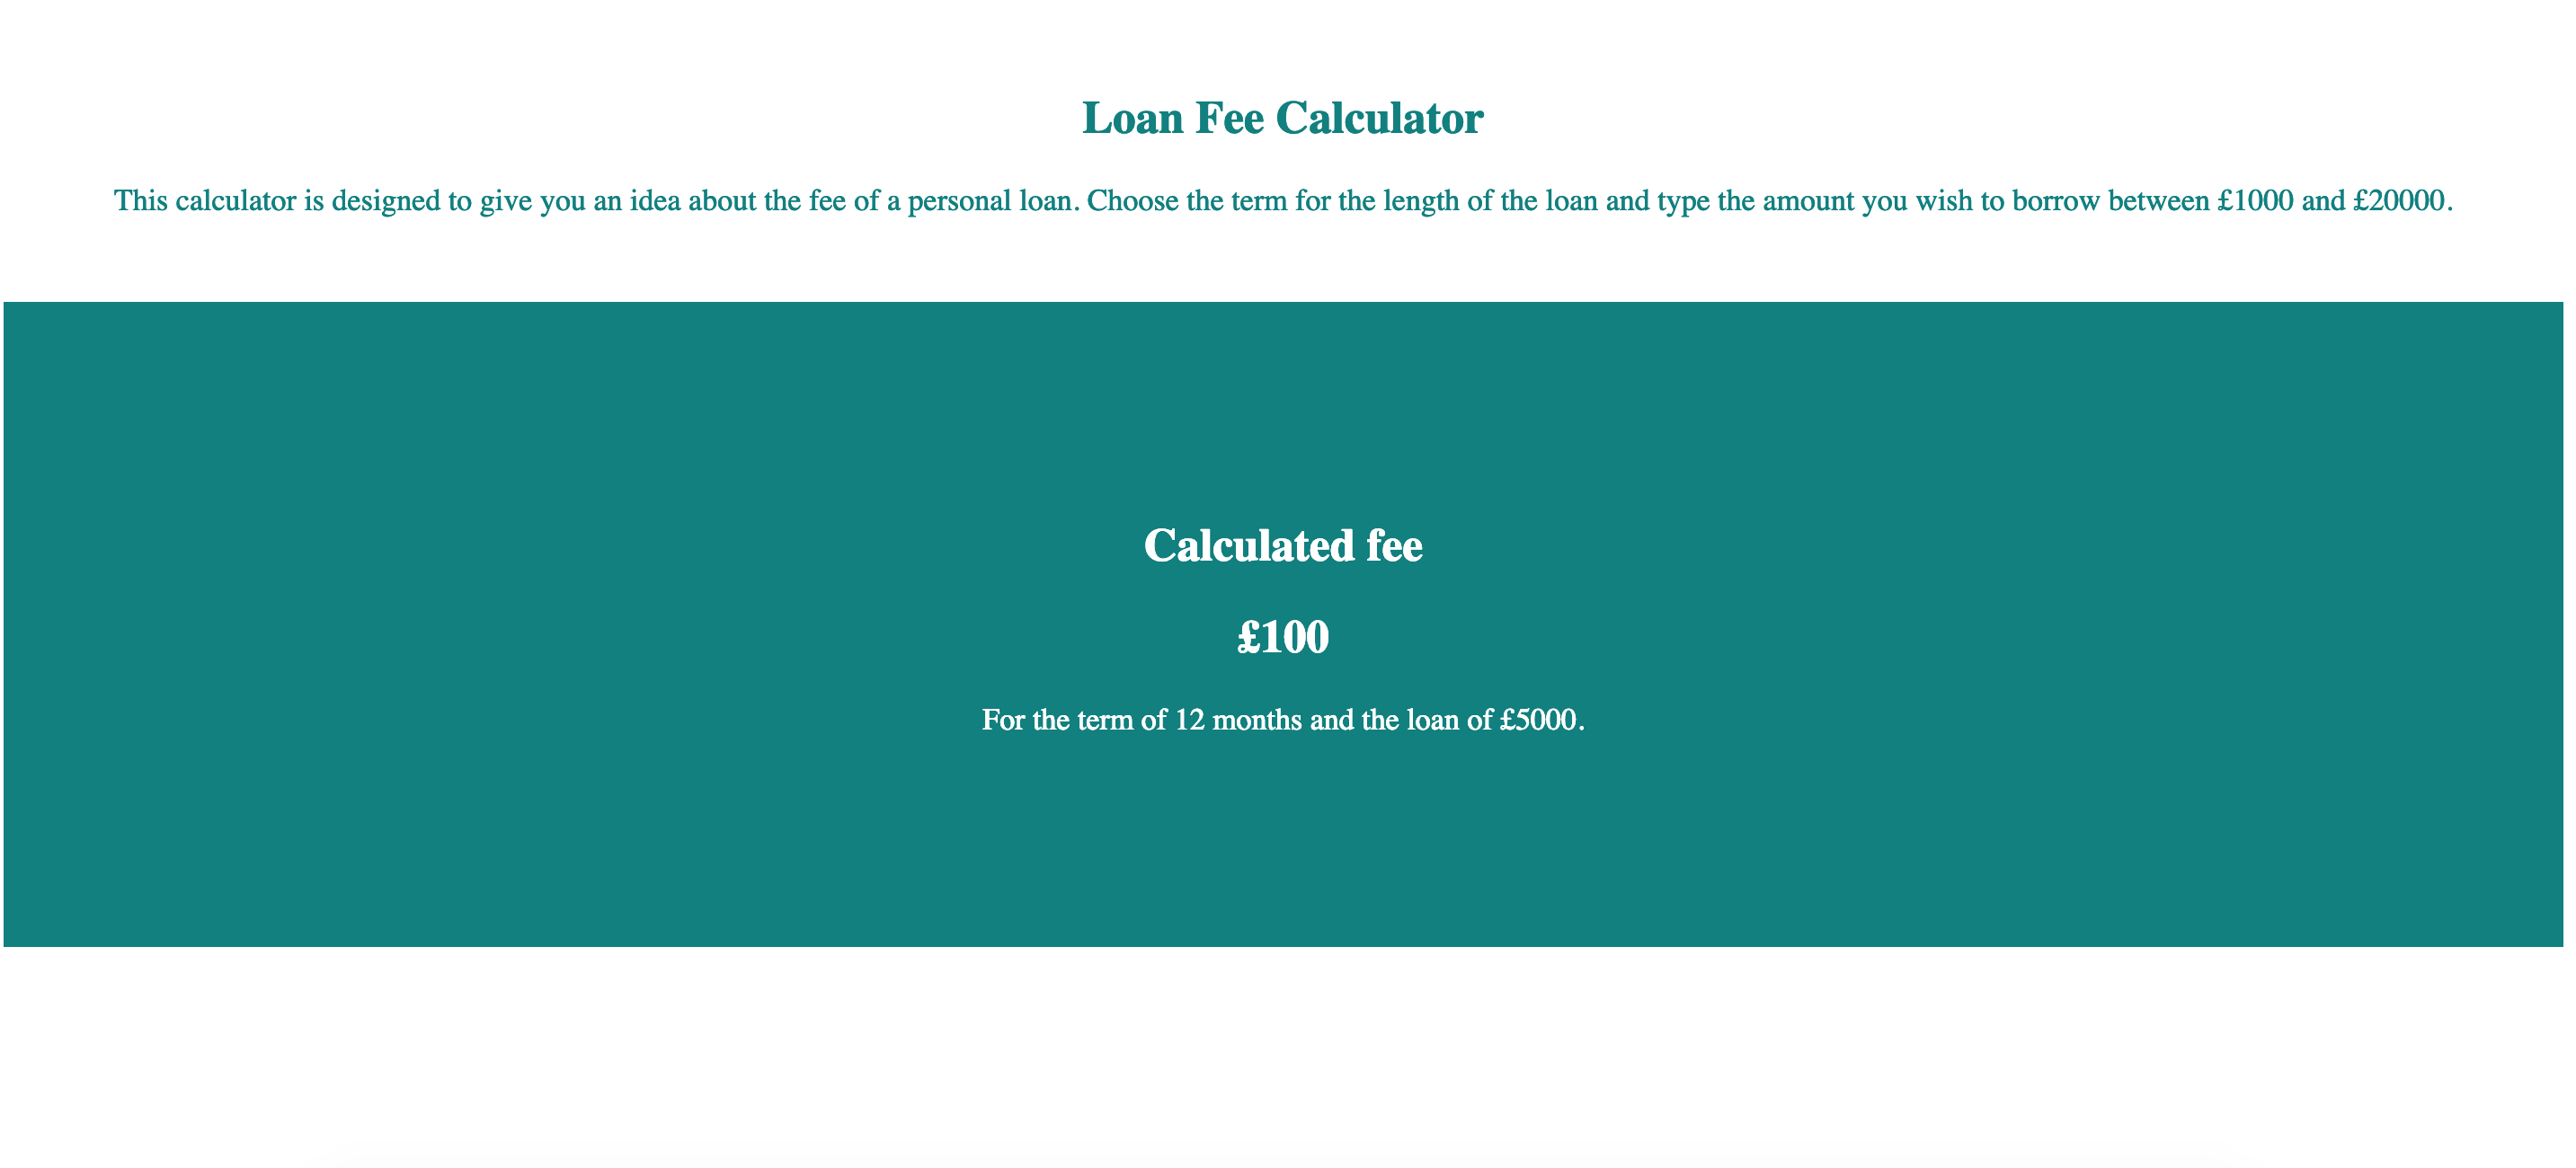 Loan Fee Calculator
This calculator is designed to give you an idea about the fee of a personal loan. Choose the term for the length of the loan and type the amount you wish to borrow between £1000 and £20000.
Calculated fee
£100
For the term of 12 months and the loan of £5000.